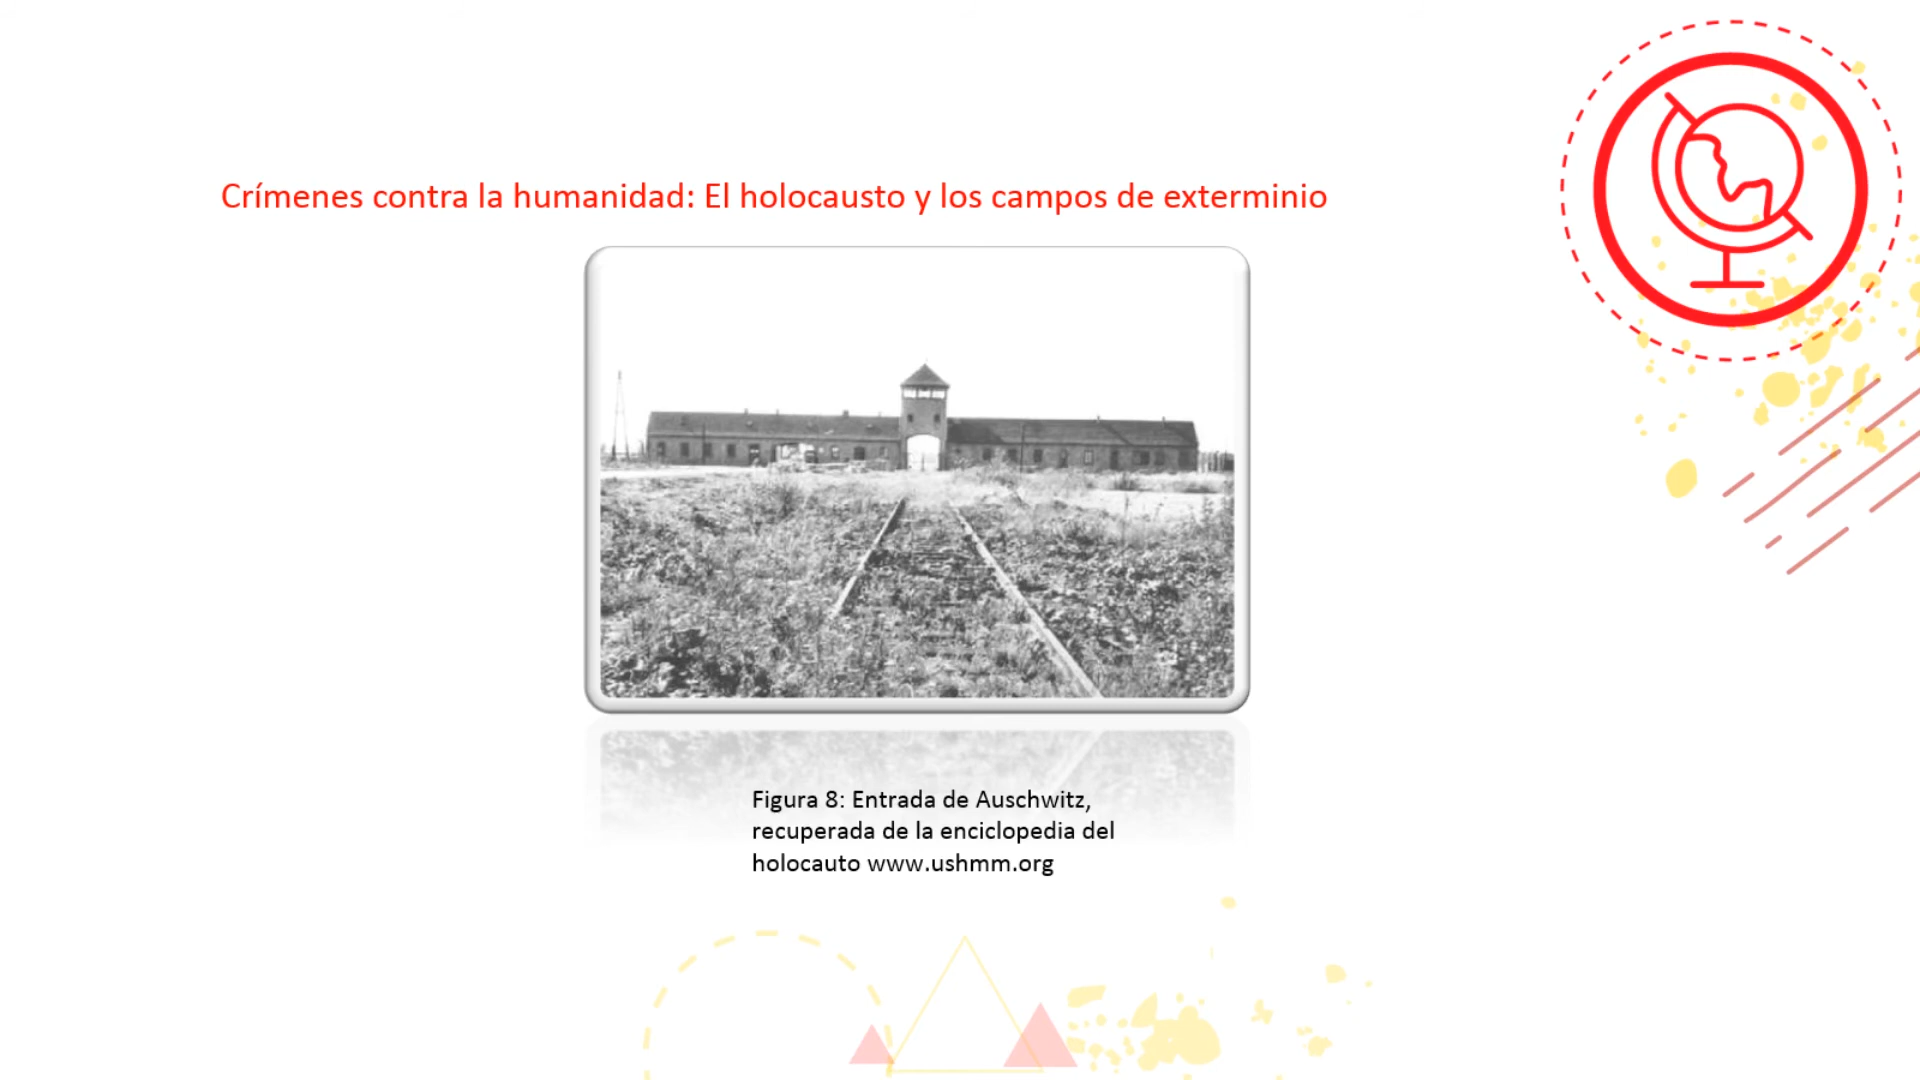 Crímenes contra la humanidad: El holocausto y los campos de exterminio
Figura 8: Entrada de Auschwitz,
recuperada de la enciclopedia del
holocauto www.ushmm.org